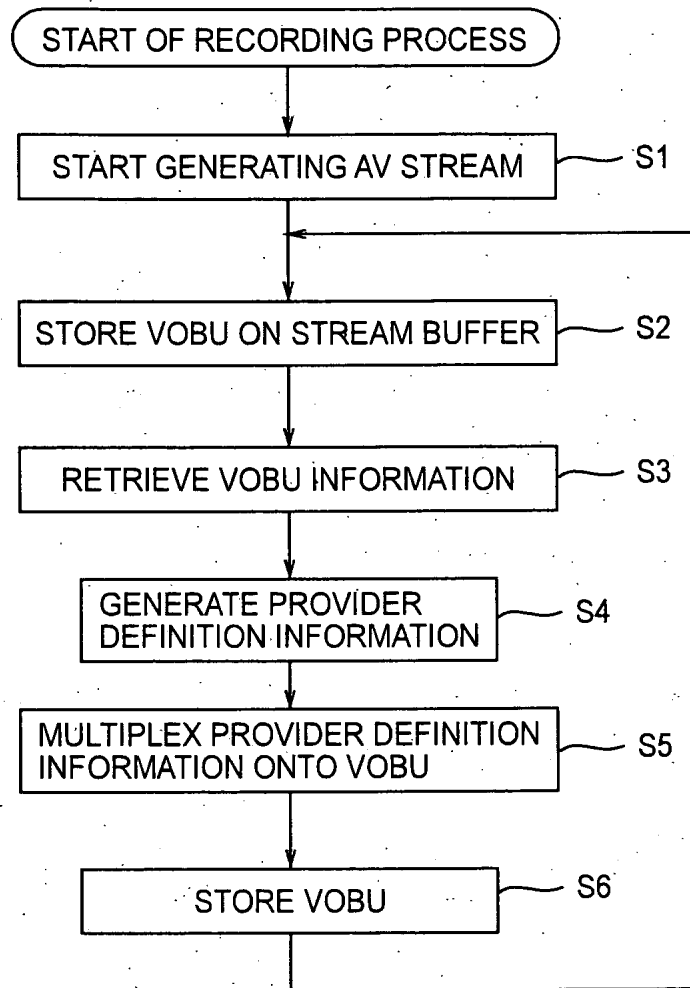 START OF RECORDING PROCESS
START GENERATING AV STREAM
S1
STORE VOBU ON STREAM BUFFER
S2
RETRIEVE VOBU INFORMATION
S3
GENERATE PROVIDER
DEFINITION INFORMATION
S4
MULTIPLEX PROVIDER DEFINITION
INFORMATION ONTO VOBU
S5
STORE VOBU
S6